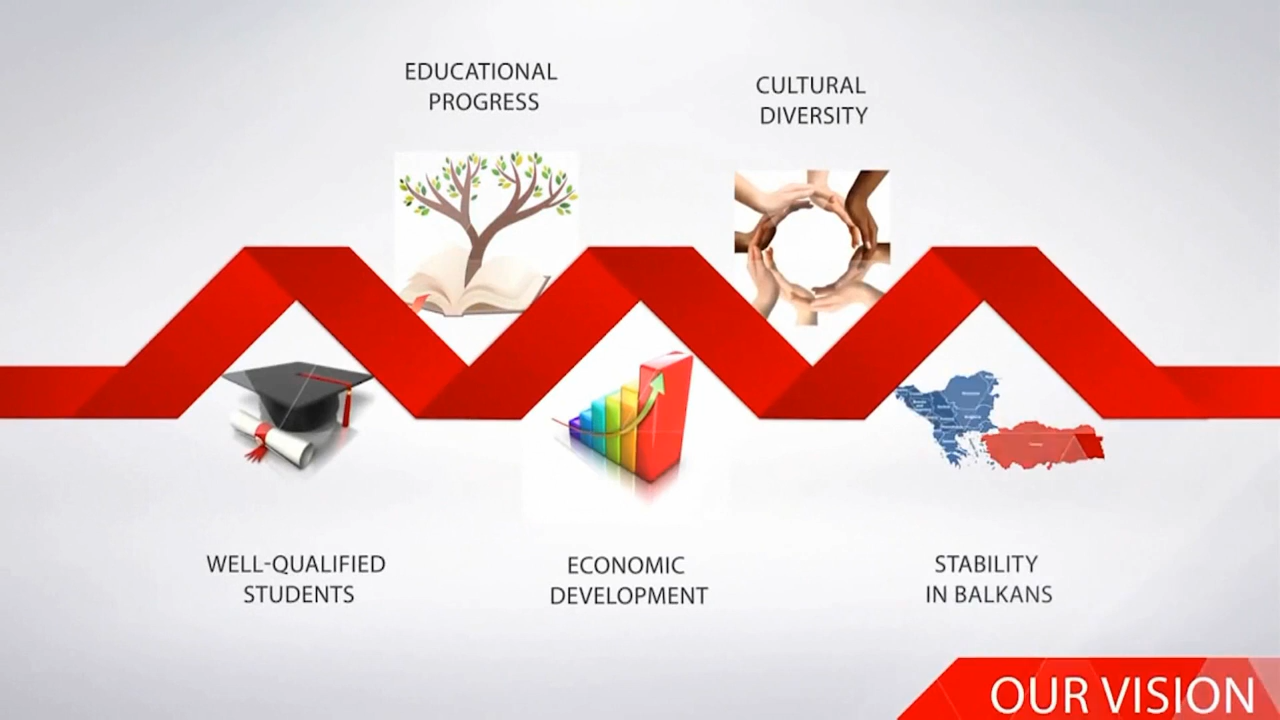 EDUCATIONAL
PROGRESS
CULTURAL
DIVERSITY
WELL-QUALIFIED
STUDENTS
ECONOMIC
DEVELOPMENT
STABILITY
IN BALKANS
OUR VISION